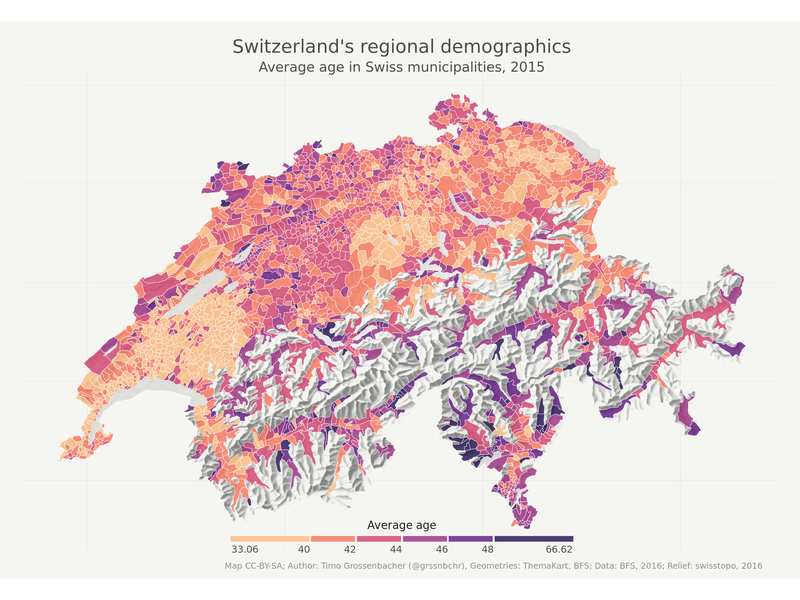 Switzerland's regional demographics
Average age in Swiss municipalities, 2015
Average age
33.06 40 42 44 46 48 66.62
Map CC-BY-SA; Author: Timo Grossenbacher (@grssnbchr), Geometries: ThemaKart, BFS; Data: BFS, 2016; Relief: swisstopo, 2016